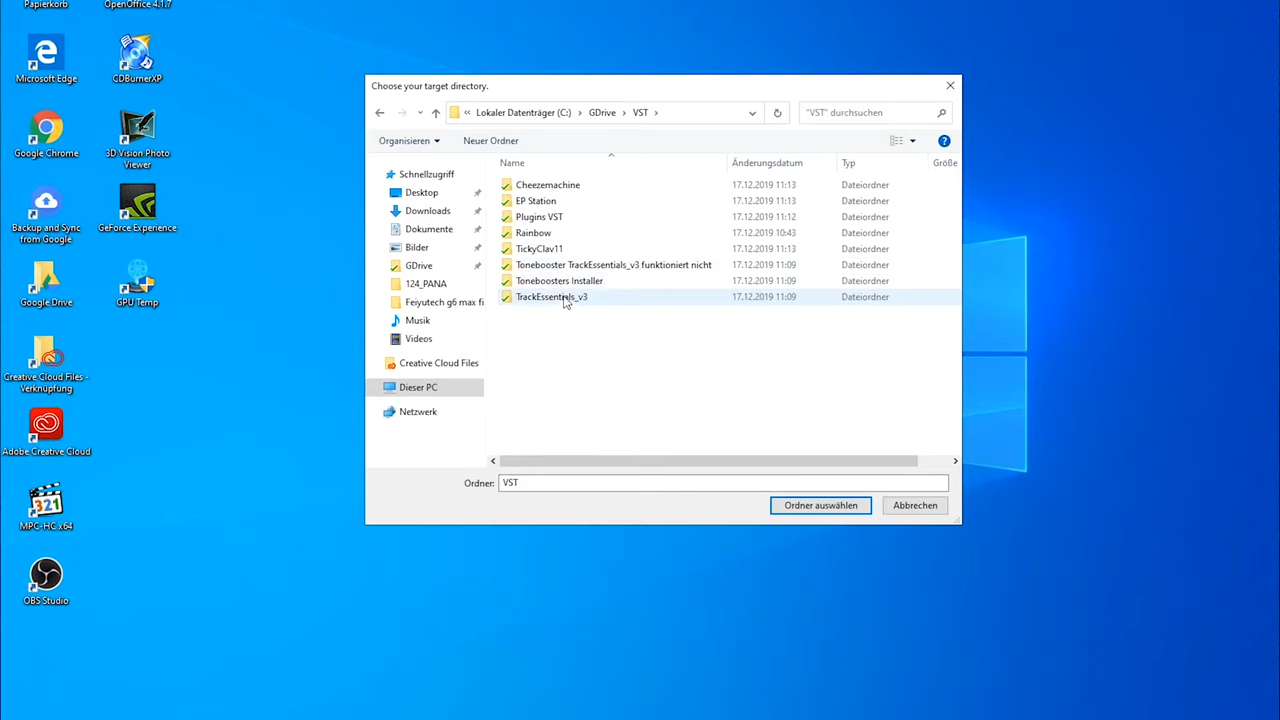 Papierkorb
OpenOffice 4.1.7
Microsoft Edge
CDBurnerXP
Google Chrome
3D Vision Photo
Viewer
Backup and Sync
from Google
GeForce Experience
Google Drive
GPU Temp
Creative Cloud Files -
Verknüpfung
Adobe Creative Cloud
321
MPC-HC x64
OBS Studio
Choose your target directory.
« Lokaler Datenträger (C:) › GDrive › VST ›
"VST" durchsuchen
Organisieren
Neuer Ordner
Name
Änderungsdatum
Typ
Größe
Schnellzugriff
Desktop
Downloads
Dokumente
Bilder
GDrive
124_PANA
Feiyutech g6 max fi
Musik
Videos
Creative Cloud Files
Dieser PC
Netzwerk
Cheezemachine 17.12.2019 11:13 Dateiordner
EP Station 17.12.2019 11:13 Dateiordner
Plugins VST 17.12.2019 11:12 Dateiordner
Rainbow 17.12.2019 10:43 Dateiordner
TickyClav11 17.12.2019 11:13 Dateiordner
Tonebooster TrackEssentials_v3 funktioniert nicht 17.12.2019 11:09 Dateiordner
Toneboosters Installer 17.12.2019 11:09 Dateiordner
TrackEssentials_v3 17.12.2019 11:09 Dateiordner
Ordner: VST
Ordner auswählen
Abbrechen